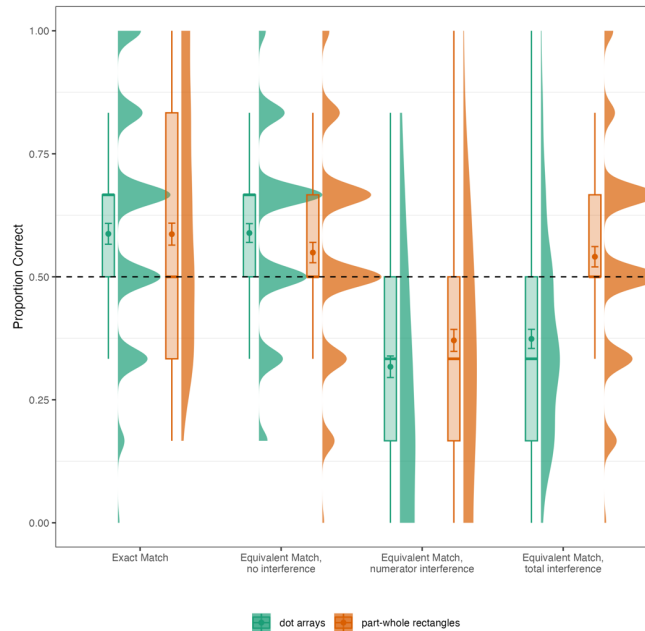 Proportion Correct
1.00
0.75
0.50
0.25
0.00
Exact Match
Equivalent Match,
no interference
Equivalent Match,
numerator interference
Equivalent Match,
total interference
dot arrays
part-whole rectangles